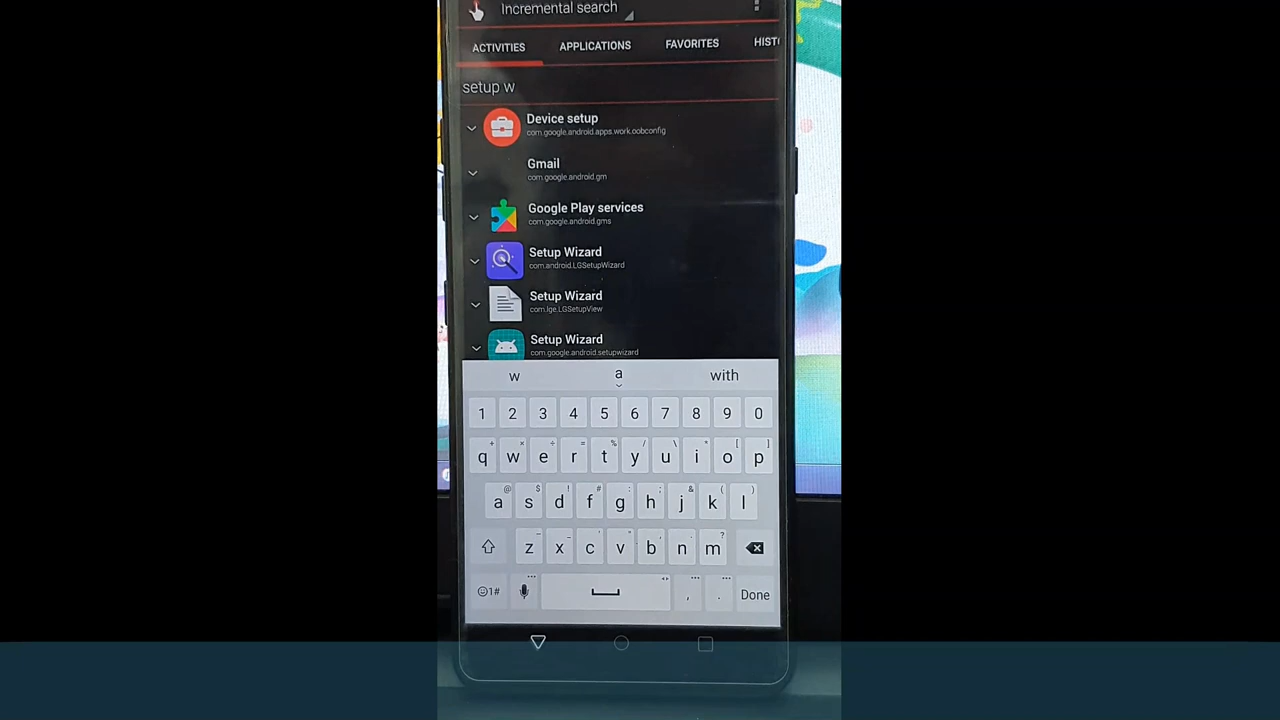 Incremental search
ACTIVITIES APPLICATIONS FAVORITES HIST
setup w
Device setup
com.google.android.apps.work.oobconfig
Gmail
com.google.android.gm
Google Play services
com.google.android.gms
Setup Wizard
com.android.LGSetupWizard
Setup Wizard
com.lge.LGSetupView
Setup Wizard
com.google.android.setupwizard
w a with
1 2 3 4 5 6 7 8 9 0
q w e r t y u i o p
a s d f g h j k l
z x c v b n m
1# , . Done